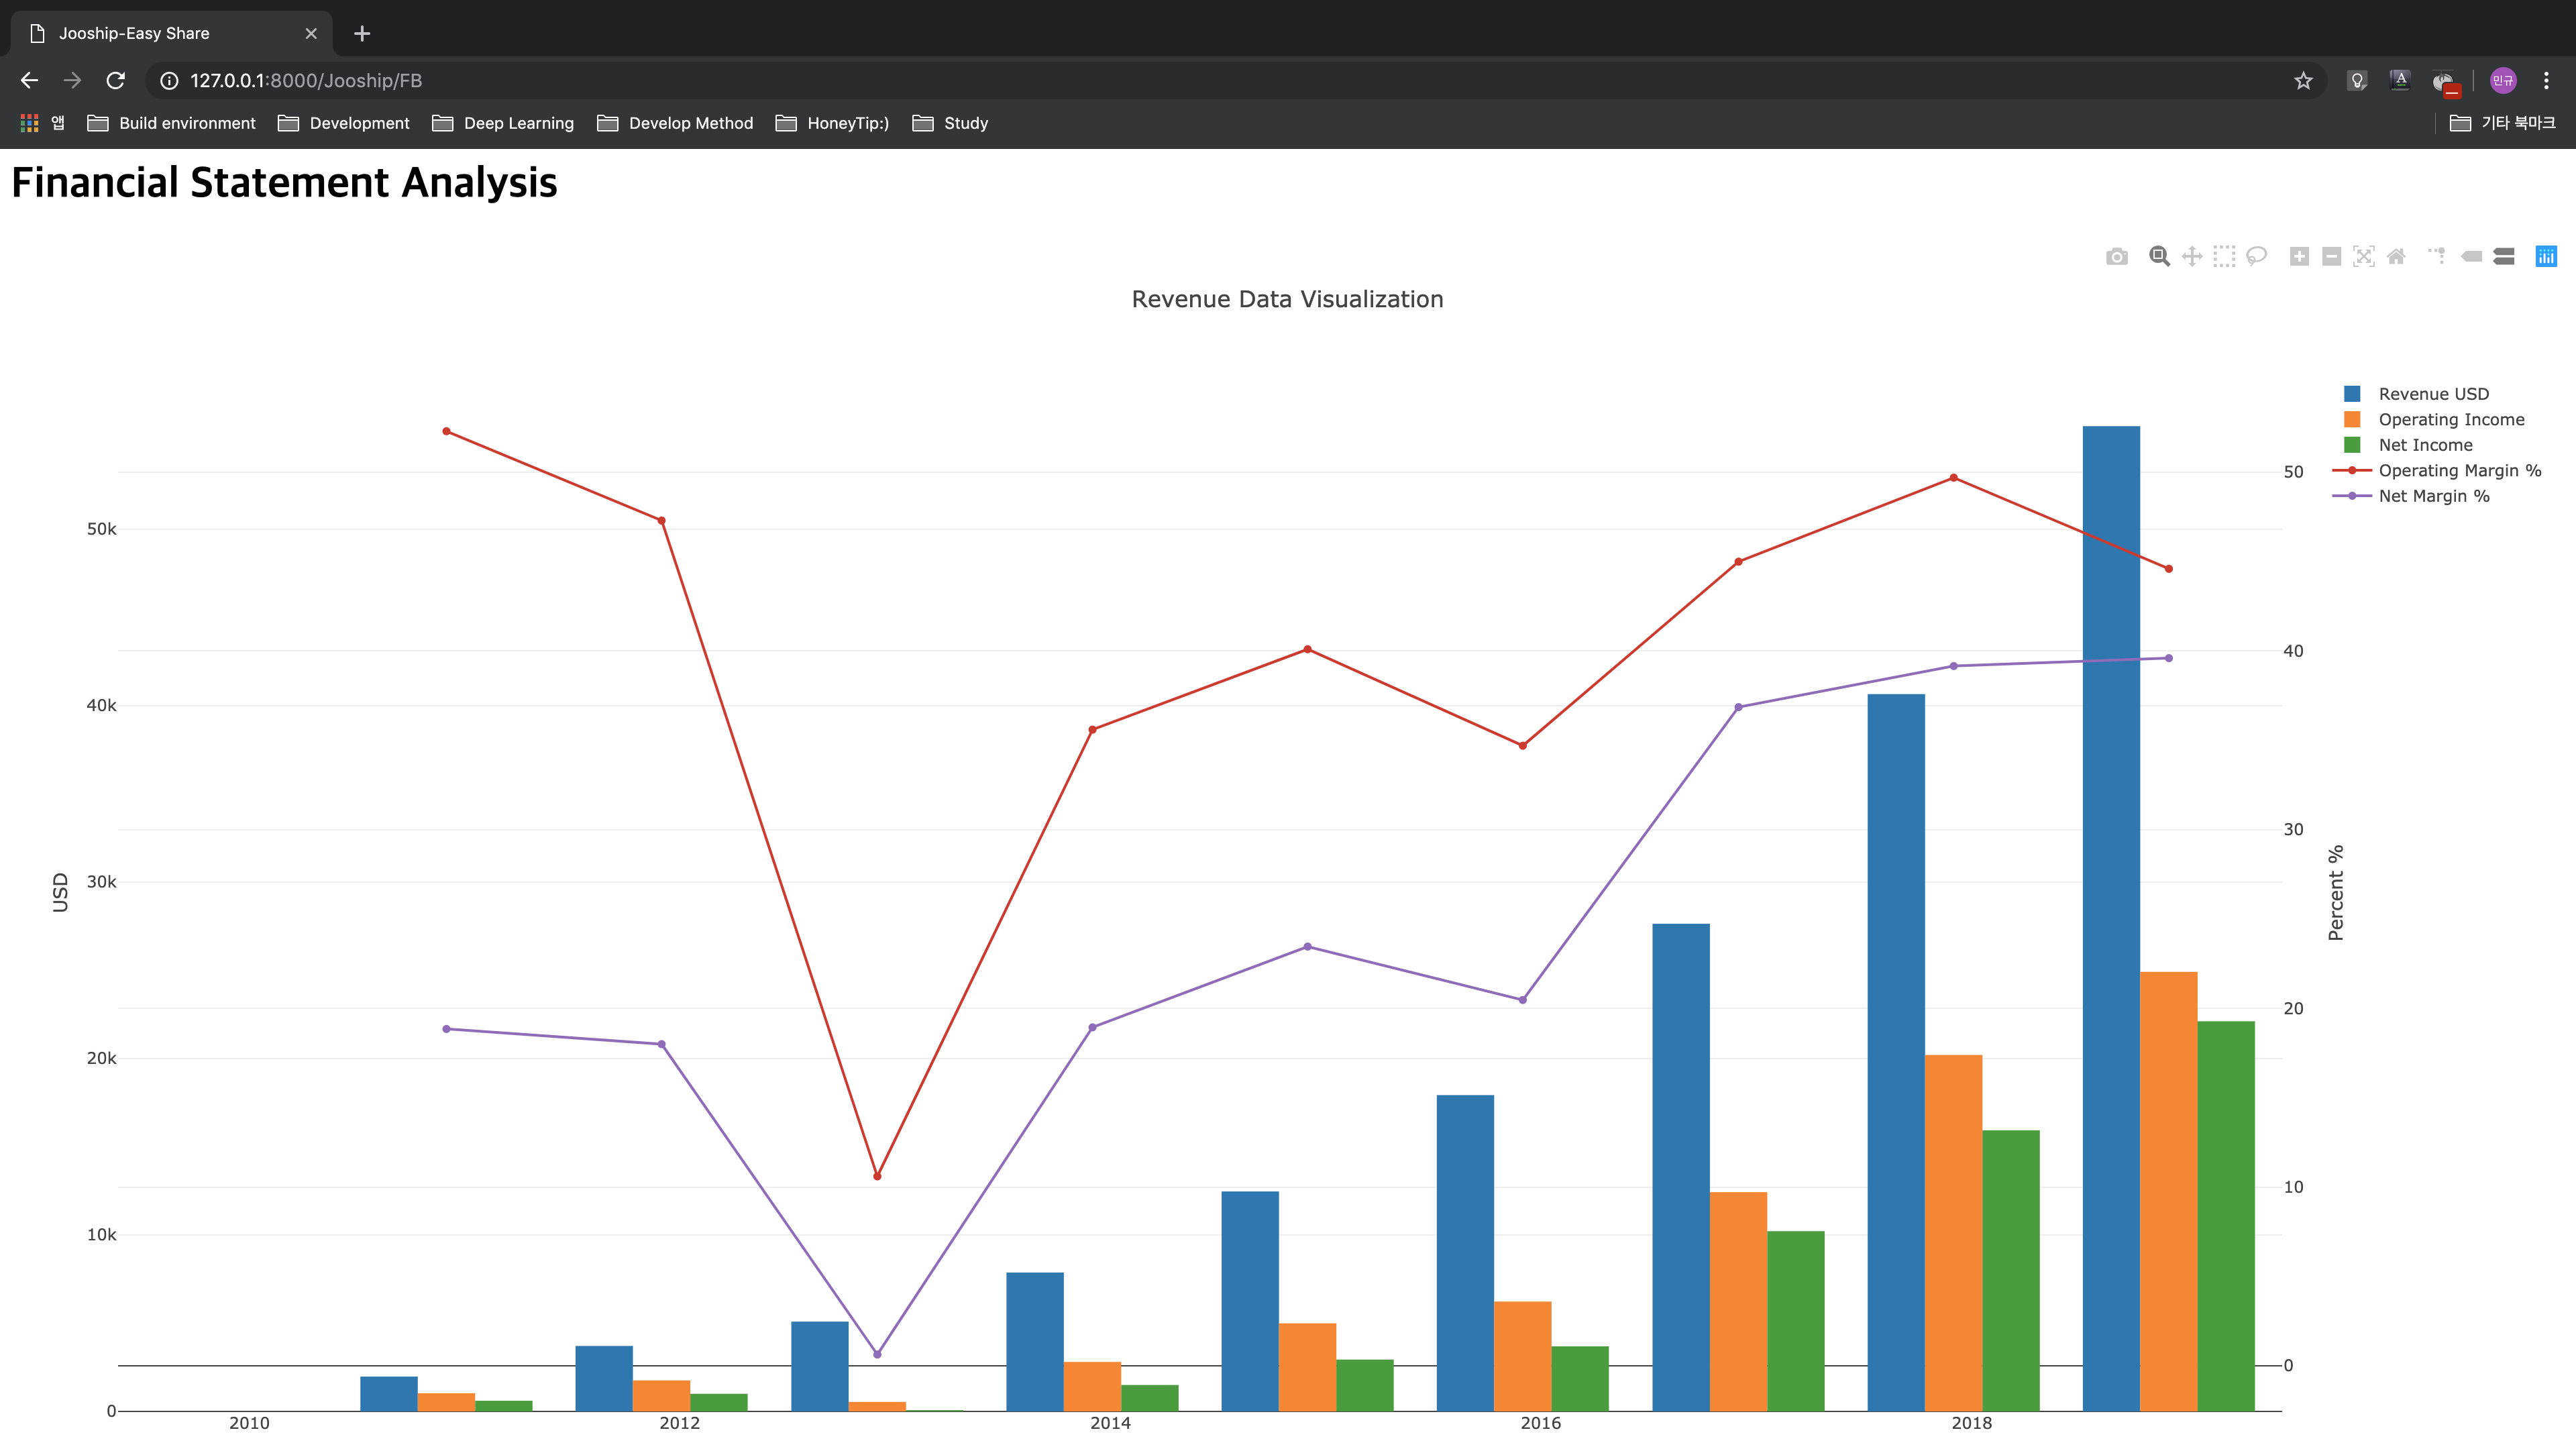 Jooship-Easy Share
127.0.0.1:8000/Jooship/FB
민규
앱 Build environment Development Deep Learning Develop Method HoneyTip:) Study 기타 북마크
Financial Statement Analysis
Revenue Data Visualization
Revenue USD
Operating Income
Net Income
Operating Margin %
Net Margin %
50k
40k
30k
20k
10k
0
USD
50
40
30
20
10
0
Percent %
2010 2012 2014 2016 2018